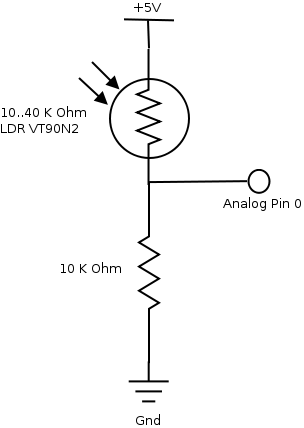 +5V
10..40 K Ohm
LDR VT90N2
Analog Pin 0
10 K Ohm
Gnd